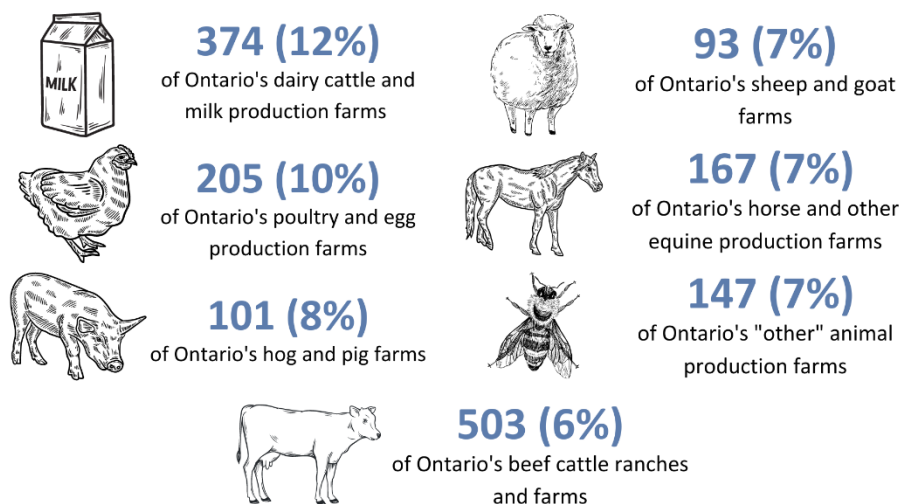 MILK
374 (12%)
of Ontario's dairy cattle and
milk production farms
93 (7%)
of Ontario's sheep and goat
farms
205 (10%)
of Ontario's poultry and egg
production farms
167 (7%)
of Ontario's horse and other
equine production farms
101 (8%)
of Ontario's hog and pig farms
147 (7%)
of Ontario's "other" animal
production farms
503 (6%)
of Ontario's beef cattle ranches
and farms